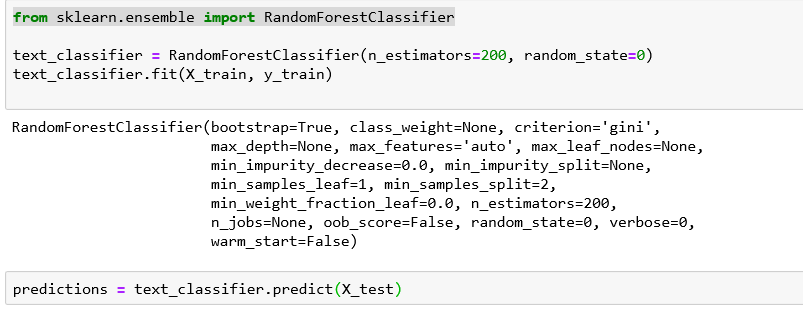 from sklearn.ensemble import RandomForestClassifier
text_classifier = RandomForestClassifier(n_estimators=200, random_state=0)
text_classifier.fit(X_train, y_train)
RandomForestClassifier(bootstrap=True, class_weight=None, criterion='gini',
max_depth=None, max_features='auto', max_leaf_nodes=None,
min_impurity_decrease=0.0, min_impurity_split=None,
min_samples_leaf=1, min_samples_split=2,
min_weight_fraction_leaf=0.0, n_estimators=200,
n_jobs=None, oob_score=False, random_state=0, verbose=0,
warm_start=False)
predictions = text_classifier.predict(X_test)